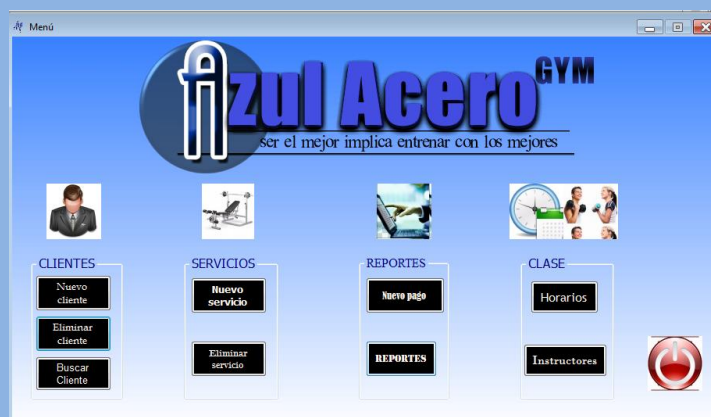 Menú
Azul Acero GYM
ser el mejor implica entrenar con los mejores
CLIENTES
Nuevo
cliente
Eliminar
cliente
Buscar
Cliente
SERVICIOS
Nuevo
servicio
Eliminar
servicio
REPORTES
Nuevo pago
REPORTES
CLASE
Horarios
Instructores